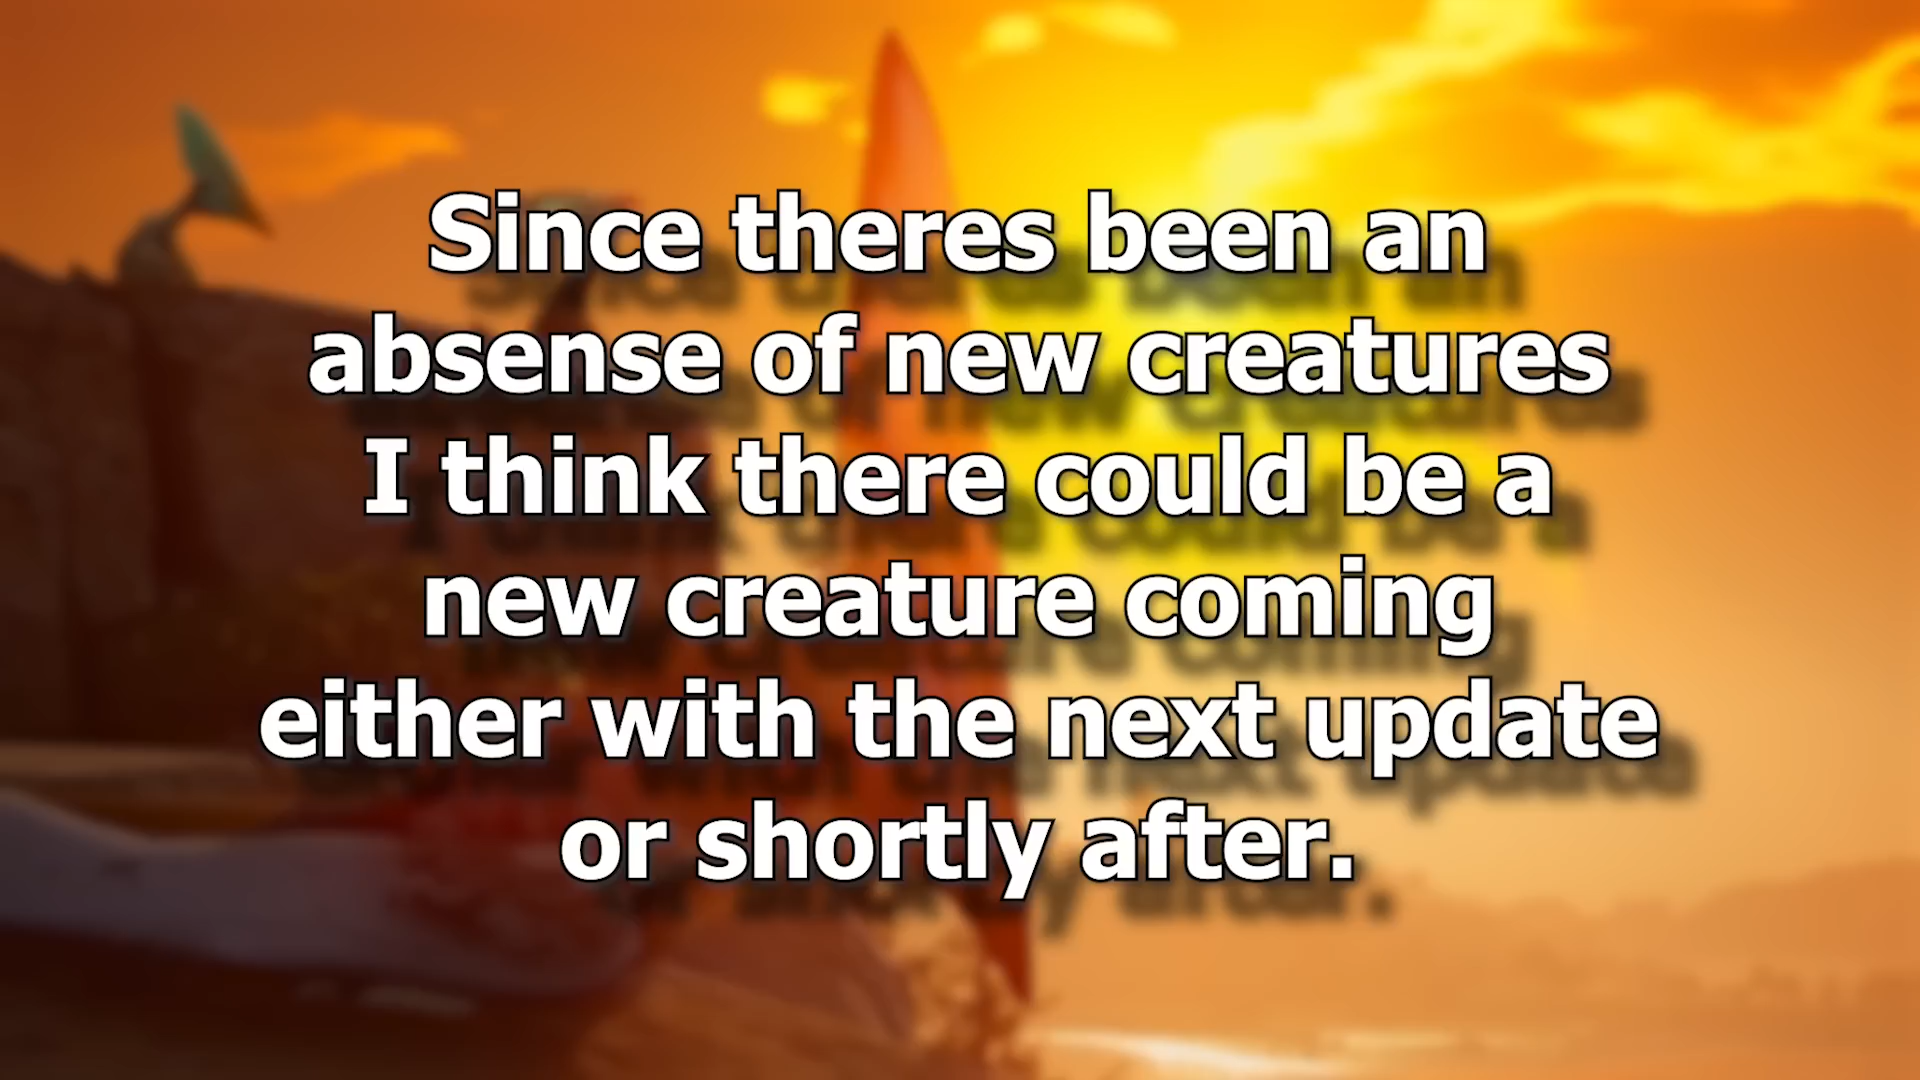 Since theres been an
absense of new creatures
I think there could be a
new creature coming
either with the next update
or shortly after.